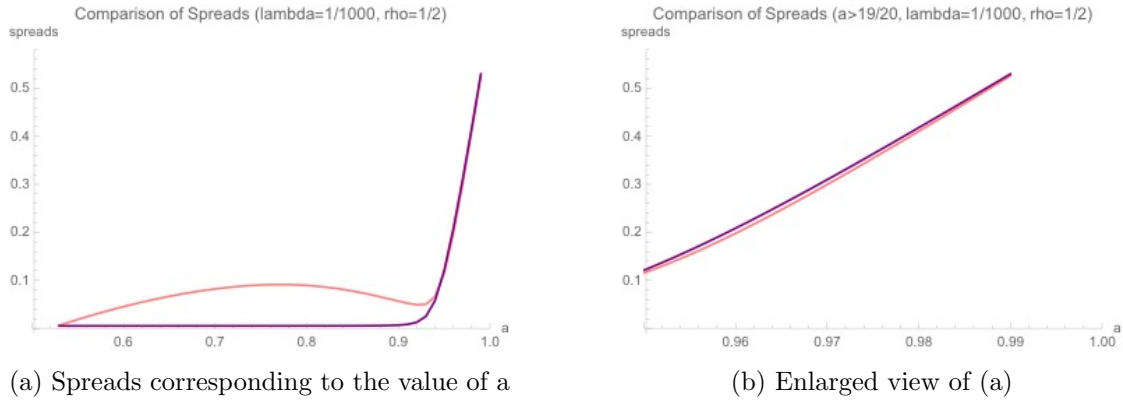 Comparison of Spreads (lambda=1/1000, rho=1/2)
spreads
0.5
0.4
0.3
0.2
0.1
0.6 0.7 0.8 0.9 1.0
a
(a) Spreads corresponding to the value of a
Comparison of Spreads (a>19/20, lambda=1/1000, rho=1/2)
spreads
0.5
0.4
0.3
0.2
0.1
0.96 0.97 0.98 0.99 1.00
a
(b) Enlarged view of (a)